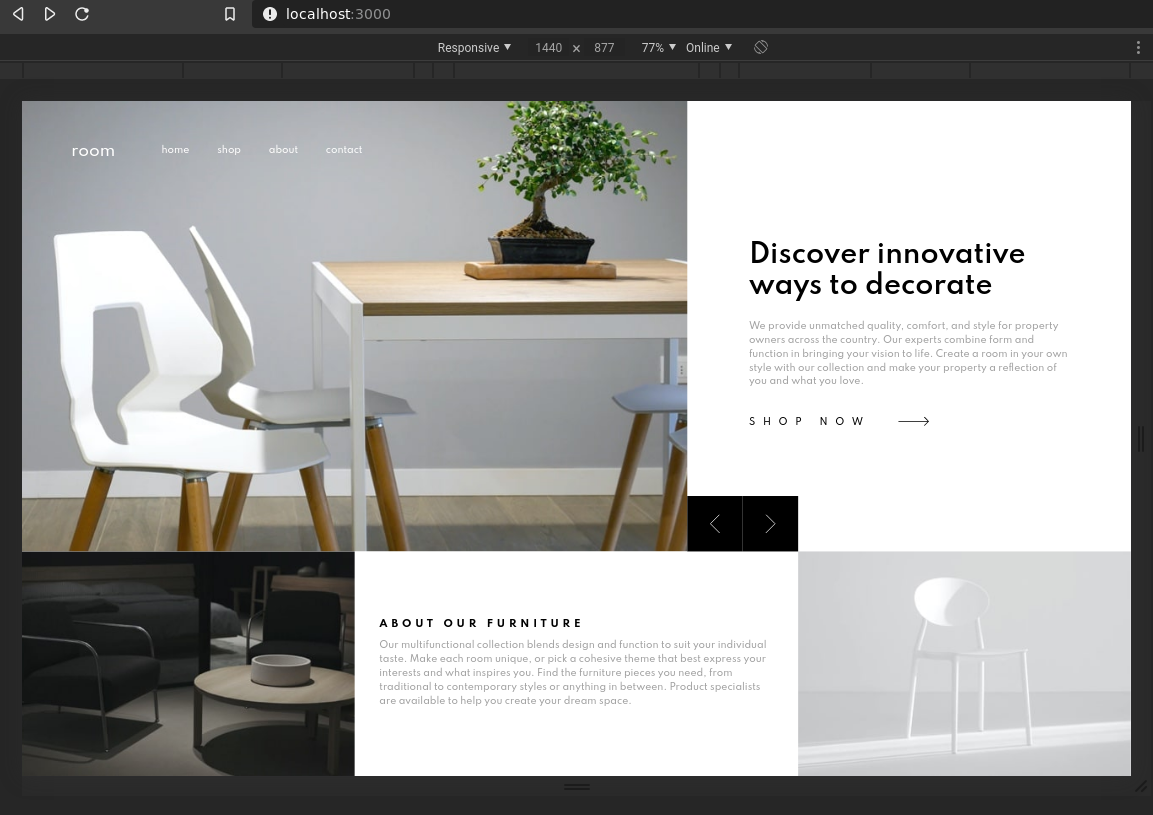 localhost:3000
Responsive 1440 × 877 77% Online
room home shop about contact
Discover innovative
ways to decorate
We provide unmatched quality, comfort, and style for property
owners across the country. Our experts combine form and
function in bringing your vision to life. Create a room in your own
style with our collection and make your property a reflection of
you and what you love.
SHOP NOW
ABOUT OUR FURNITURE
Our multifunctional collection blends design and function to suit your individual
taste. Make each room unique, or pick a cohesive theme that best express your
interests and what inspires you. Find the furniture pieces you need, from
traditional to contemporary styles or anything in between. Product specialists
are available to help you create your dream space.